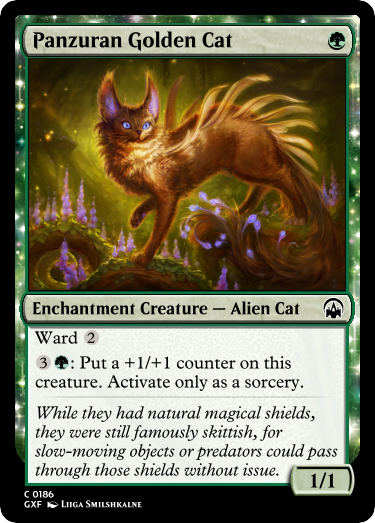 Panzuran Golden Cat
Enchantment Creature — Alien Cat
Ward 2
3 : Put a +1/+1 counter on this
creature. Activate only as a sorcery.
While they had natural magical shields,
they were still famously skittish, for
slow-moving objects or predators could pass
through those shields without issue.
1/1
C 0186
GXF Liiga Smilshkalne